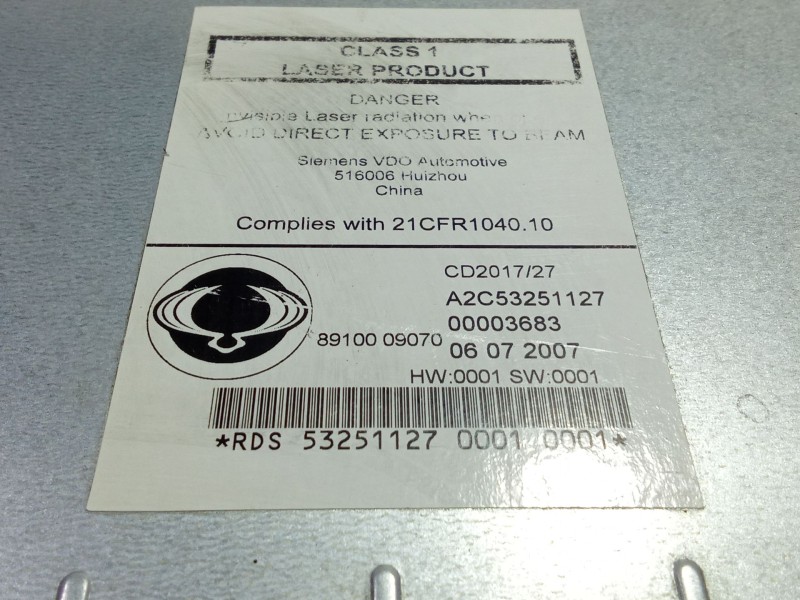 CLASS 1
LASER PRODUCT
DANGER
Laser radiation
AVOID DIRECT EXPOSURE TO BEAM
Siemens VDO Automotive
516006 Huizhou
China
Complies with 21CFR1040.10
CD2017/27
A2C53251127
00003683
89100 09070
06 07 2007
HW:0001 SW:0001
*RDS 53251127 0001 0001*